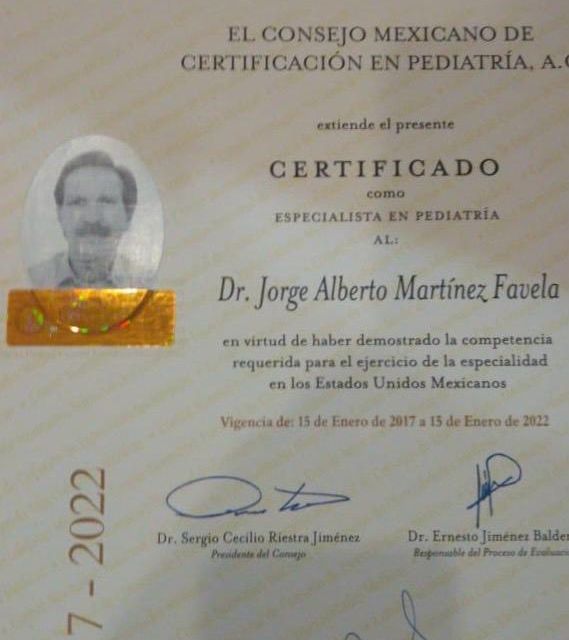 EL CONSEJO MEXICANO DE
CERTIFICACIÓN EN PEDIATRÍA, A.C
extiende el presente
CERTIFICADO
como
ESPECIALISTA EN PEDIATRÍA
AL:
Dr. Jorge Alberto Martínez Favela
en virtud de haber demostrado la competencia
requerida para el ejercicio de la especialidad
en los Estados Unidos Mexicanos
Vigencia de: 15 de Enero de 2017 a 15 de Enero de 2022
7 - 2022
Dr. Sergio Cecilio Riestra Jiménez
Presidente del Consejo
Dr. Ernesto Jiménez Balder
Responsable del Proceso de Evaluaci